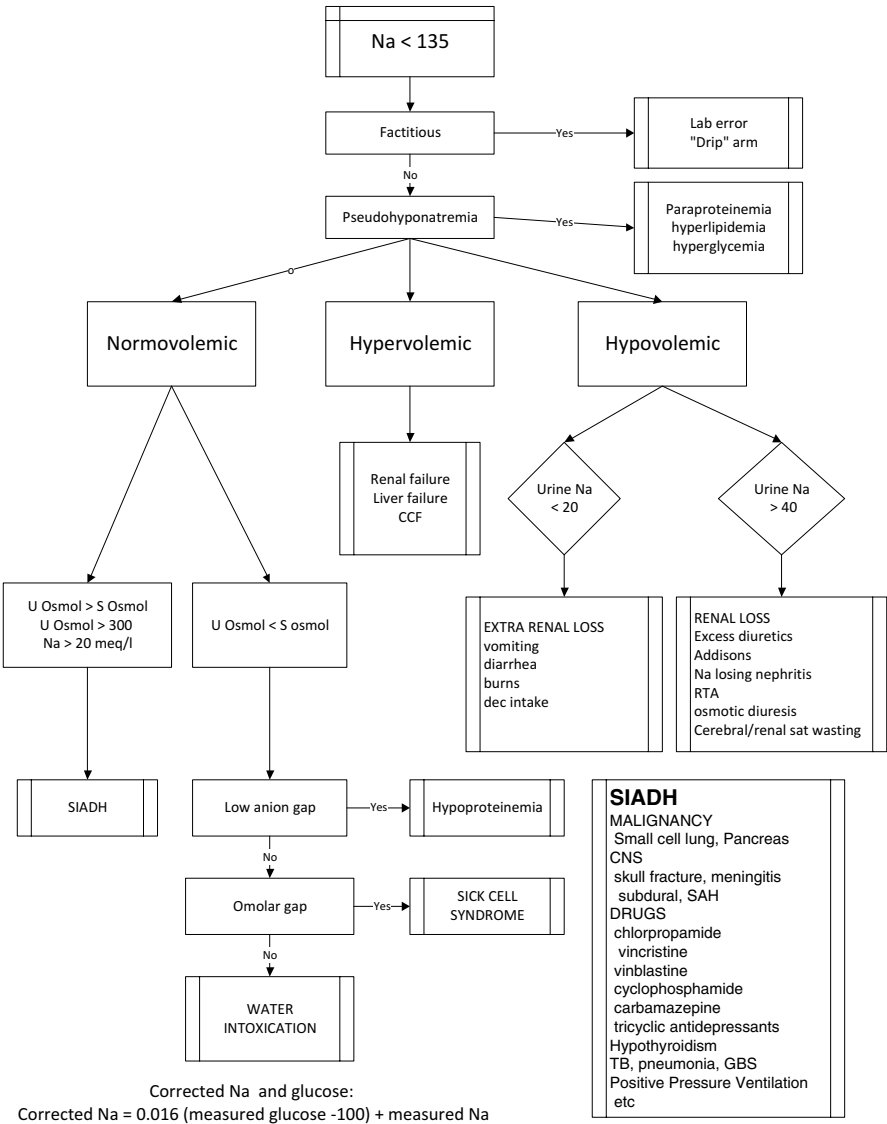 Na < 135
Factitious
Yes
Lab error
"Drip" arm
No
Pseudohyponatremia
Yes
Paraproteinemia
hyperlipidemia
hyperglycemia
o
Normovolemic
Hypervolemic
Hypovolemic
Renal failure
Liver failure
CCF
Urine Na
< 20
Urine Na
> 40
U Osmol > S Osmol
U Osmol > 300
Na > 20 meq/l
U Osmol < S osmol
EXTRA RENAL LOSS
vomiting
diarrhea
burns
dec intake
RENAL LOSS
Excess diuretics
Addisons
Na losing nephritis
RTA
osmotic diuresis
Cerebral/renal sat wasting
SIADH
Low anion gap
Yes
Hypoproteinemia
No
Omolar gap
Yes
SICK CELL
SYNDROME
No
WATER
INTOXICATION
SIADH
MALIGNANCY
Small cell lung, Pancreas
CNS
skull fracture, meningitis
subdural, SAH
DRUGS
chlorpropamide
vincristine
vinblastine
cyclophosphamide
carbamazepine
tricyclic antidepressants
Hypothyroidism
TB, pneumonia, GBS
Positive Pressure Ventilation
etc
Corrected Na and glucose:
Corrected Na = 0.016 (measured glucose -100) + measured Na